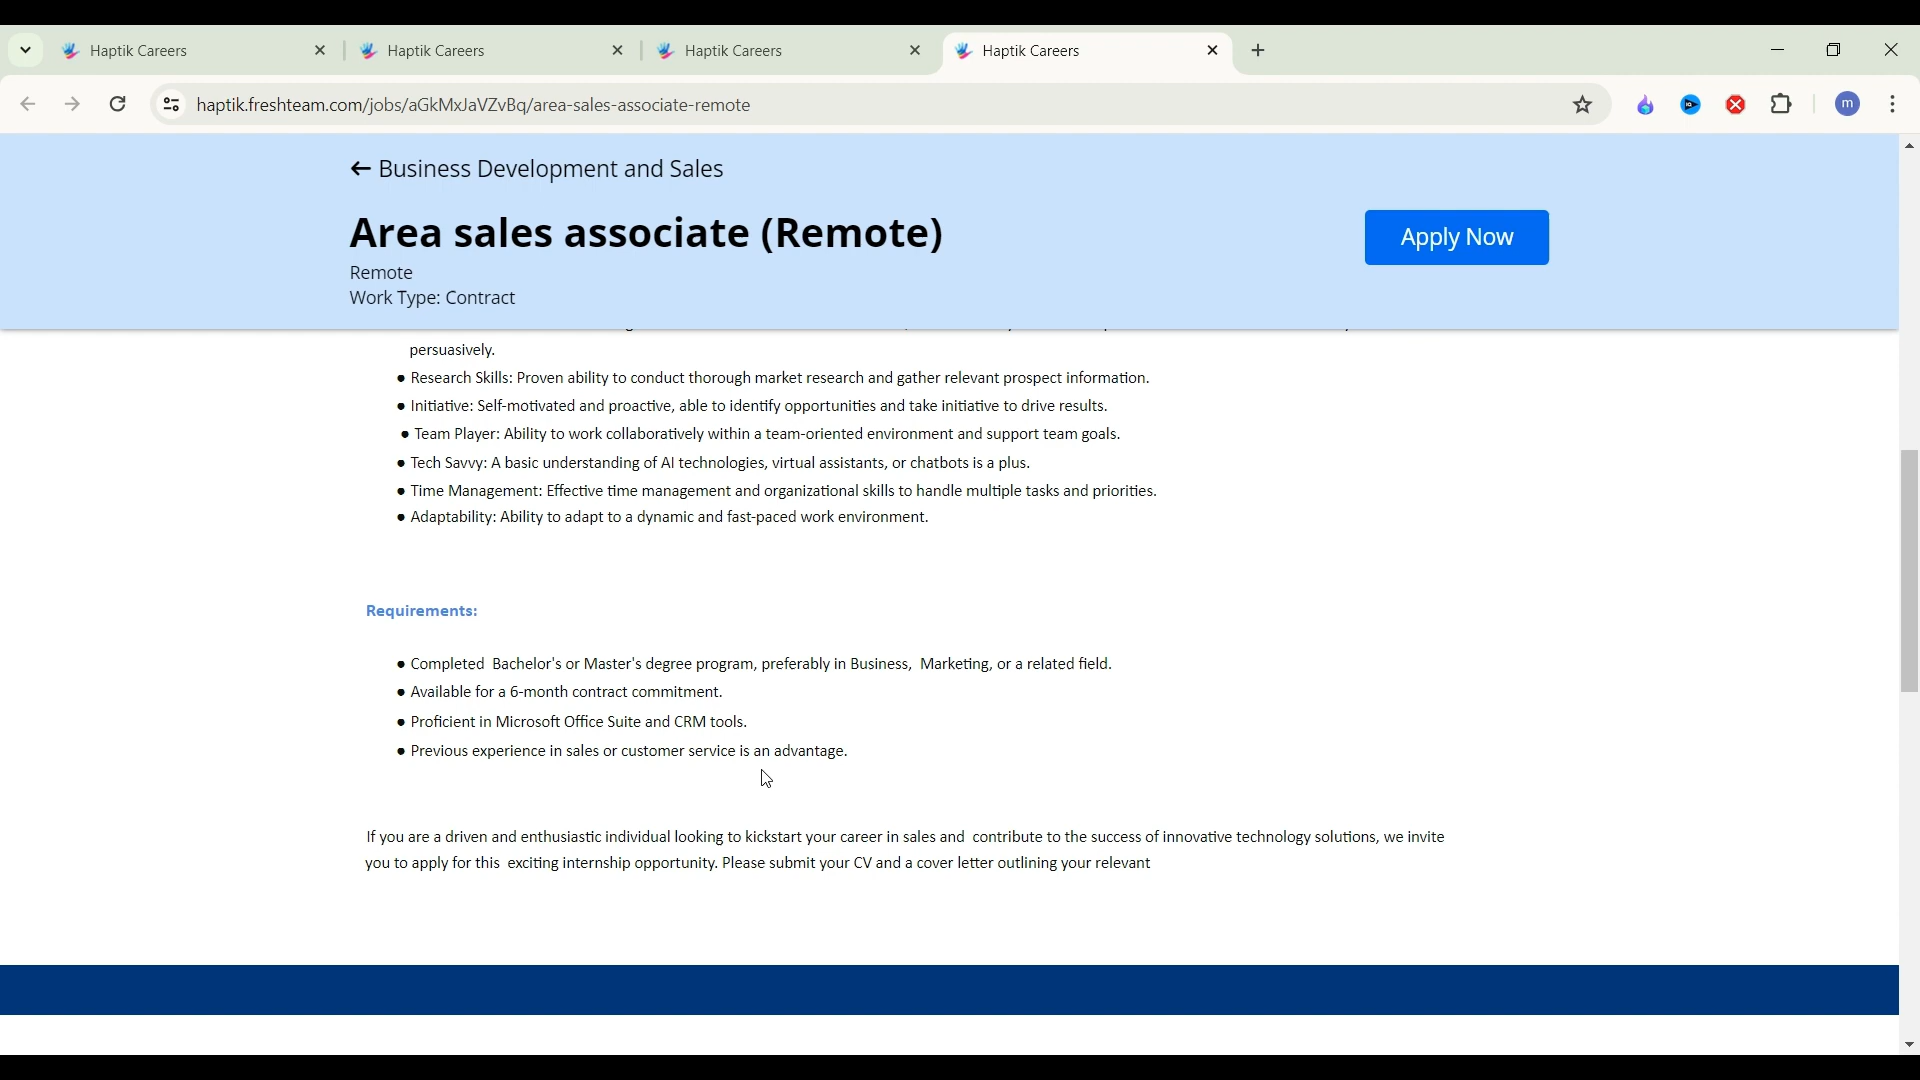 Haptik Careers
Haptik Careers
Haptik Careers
Haptik Careers
haptik.freshteam.com/jobs/aGkMxJaVZvBq/area-sales-associate-remote
m
← Business Development and Sales
Area sales associate (Remote)
Apply Now
Remote
Work Type: Contract
persuasively.
● Research Skills: Proven ability to conduct thorough market research and gather relevant prospect information.
● Initiative: Self-motivated and proactive, able to identify opportunities and take initiative to drive results.
● Team Player: Ability to work collaboratively within a team-oriented environment and support team goals.
● Tech Savvy: A basic understanding of AI technologies, virtual assistants, or chatbots is a plus.
● Time Management: Effective time management and organizational skills to handle multiple tasks and priorities.
● Adaptability: Ability to adapt to a dynamic and fast-paced work environment.
Requirements:
● Completed  Bachelor's or Master's degree program, preferably in Business,  Marketing, or a related field.
● Available for a 6-month contract commitment.
● Proficient in Microsoft Office Suite and CRM tools.
● Previous experience in sales or customer service is an advantage.
If you are a driven and enthusiastic individual looking to kickstart your career in sales and  contribute to the success of innovative technology solutions, we invite
you to apply for this  exciting internship opportunity. Please submit your CV and a cover letter outlining your relevant